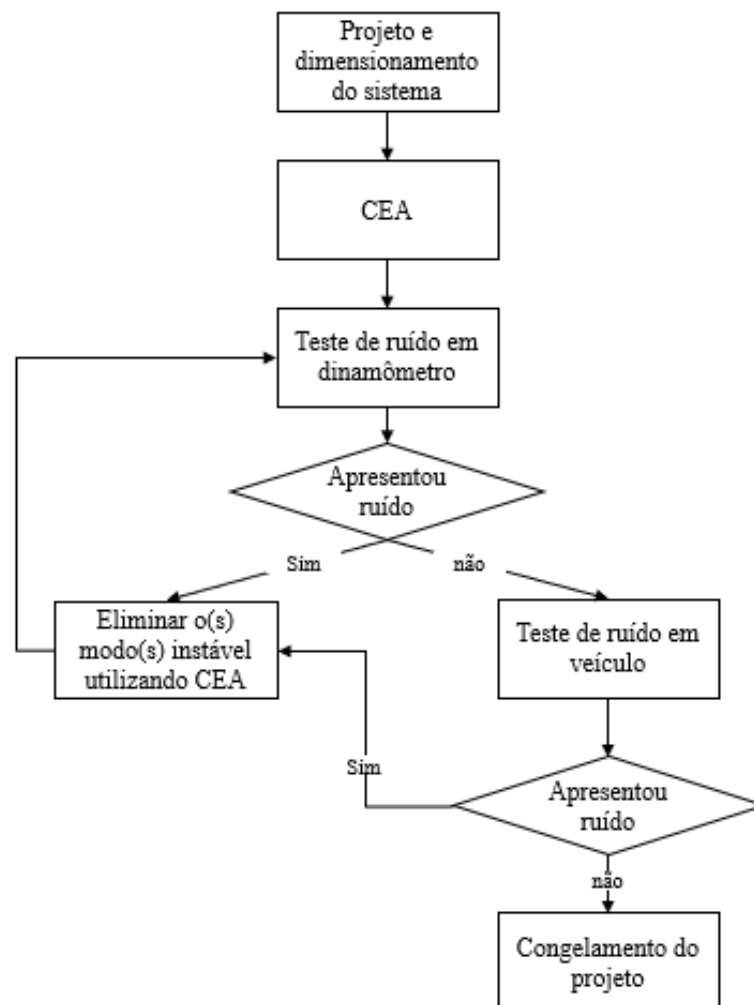 Projeto e
dimensionamento
do sistema
CEA
Teste de ruído em
dinamômetro
Apresentou
ruído
Sim
não
Eliminar o(s)
modo(s) instável
utilizando CEA
Teste de ruído em
veículo
Sim
Apresentou
ruído
não
Congelamento do
projeto